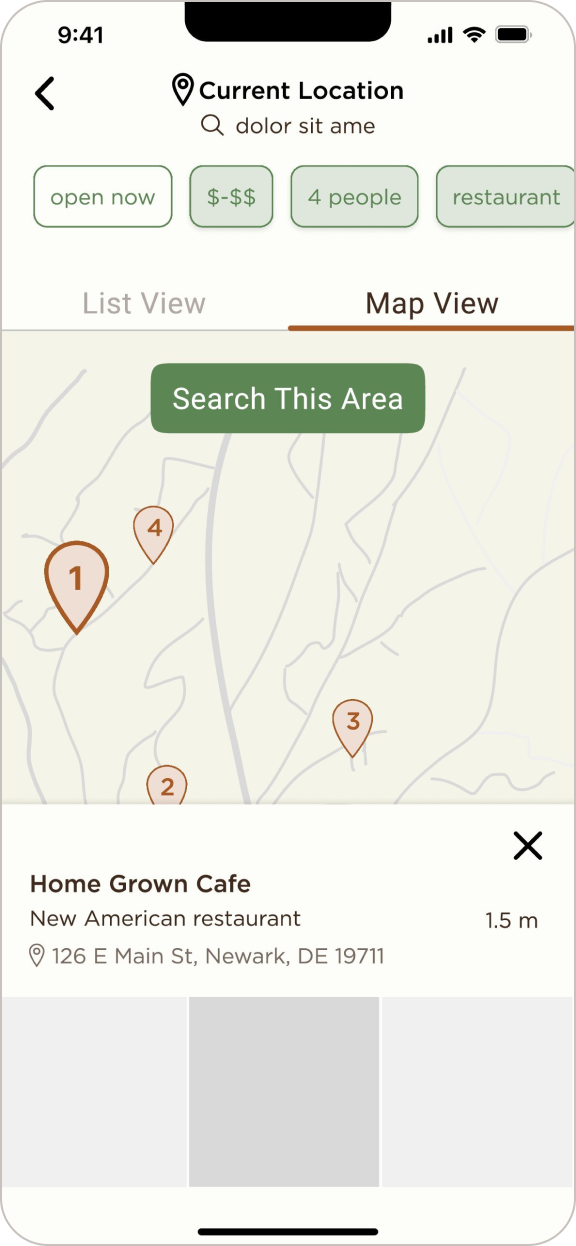 9:41
Current Location
dolor sit ame
open now $-$$ 4 people restaurant
List View Map View
Search This Area
4
1
3
2
Home Grown Cafe
New American restaurant 1.5 m
126 E Main St, Newark, DE 19711